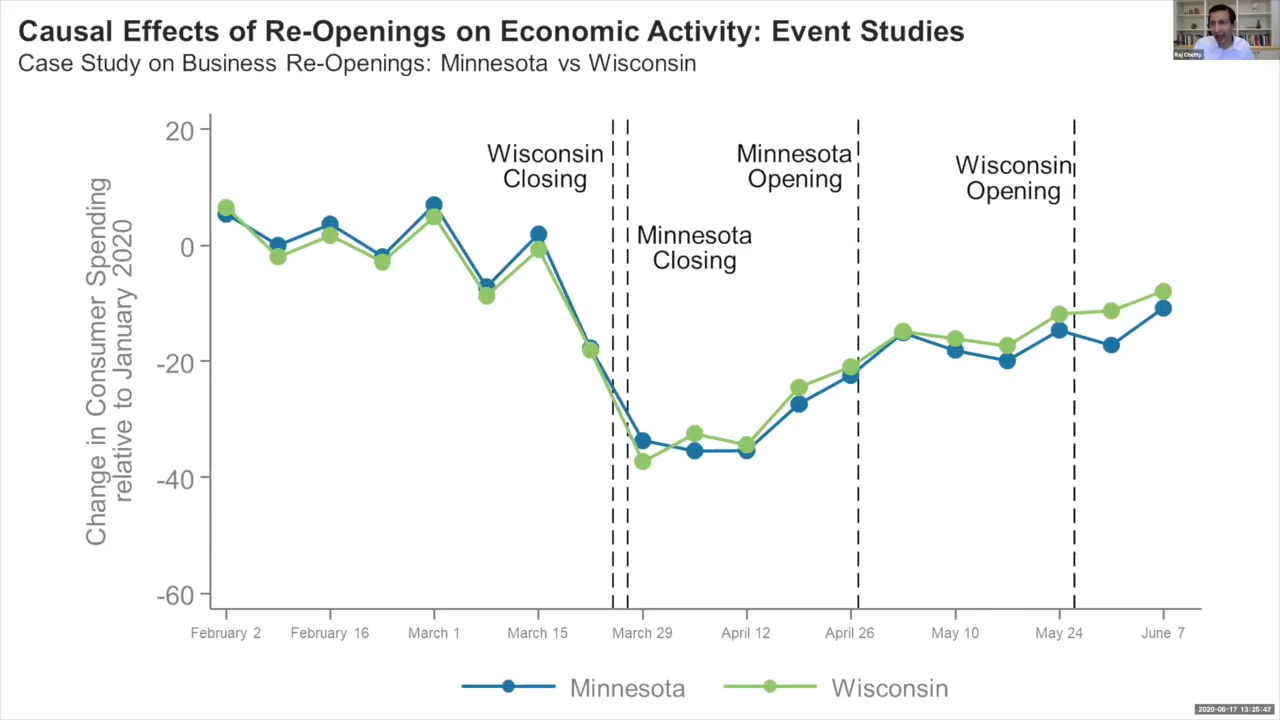 Causal Effects of Re-Openings on Economic Activity: Event Studies
Case Study on Business Re-Openings: Minnesota vs Wisconsin
Raj Chetty
Change in Consumer Spending
relative to January 2020
20
0
-20
-40
-60
Wisconsin
Closing
Minnesota
Closing
Minnesota
Opening
Wisconsin
Opening
February 2
February 16
March 1
March 15
March 29
April 12
April 26
May 10
May 24
June 7
Minnesota
Wisconsin
2020-06-17 13:25:47